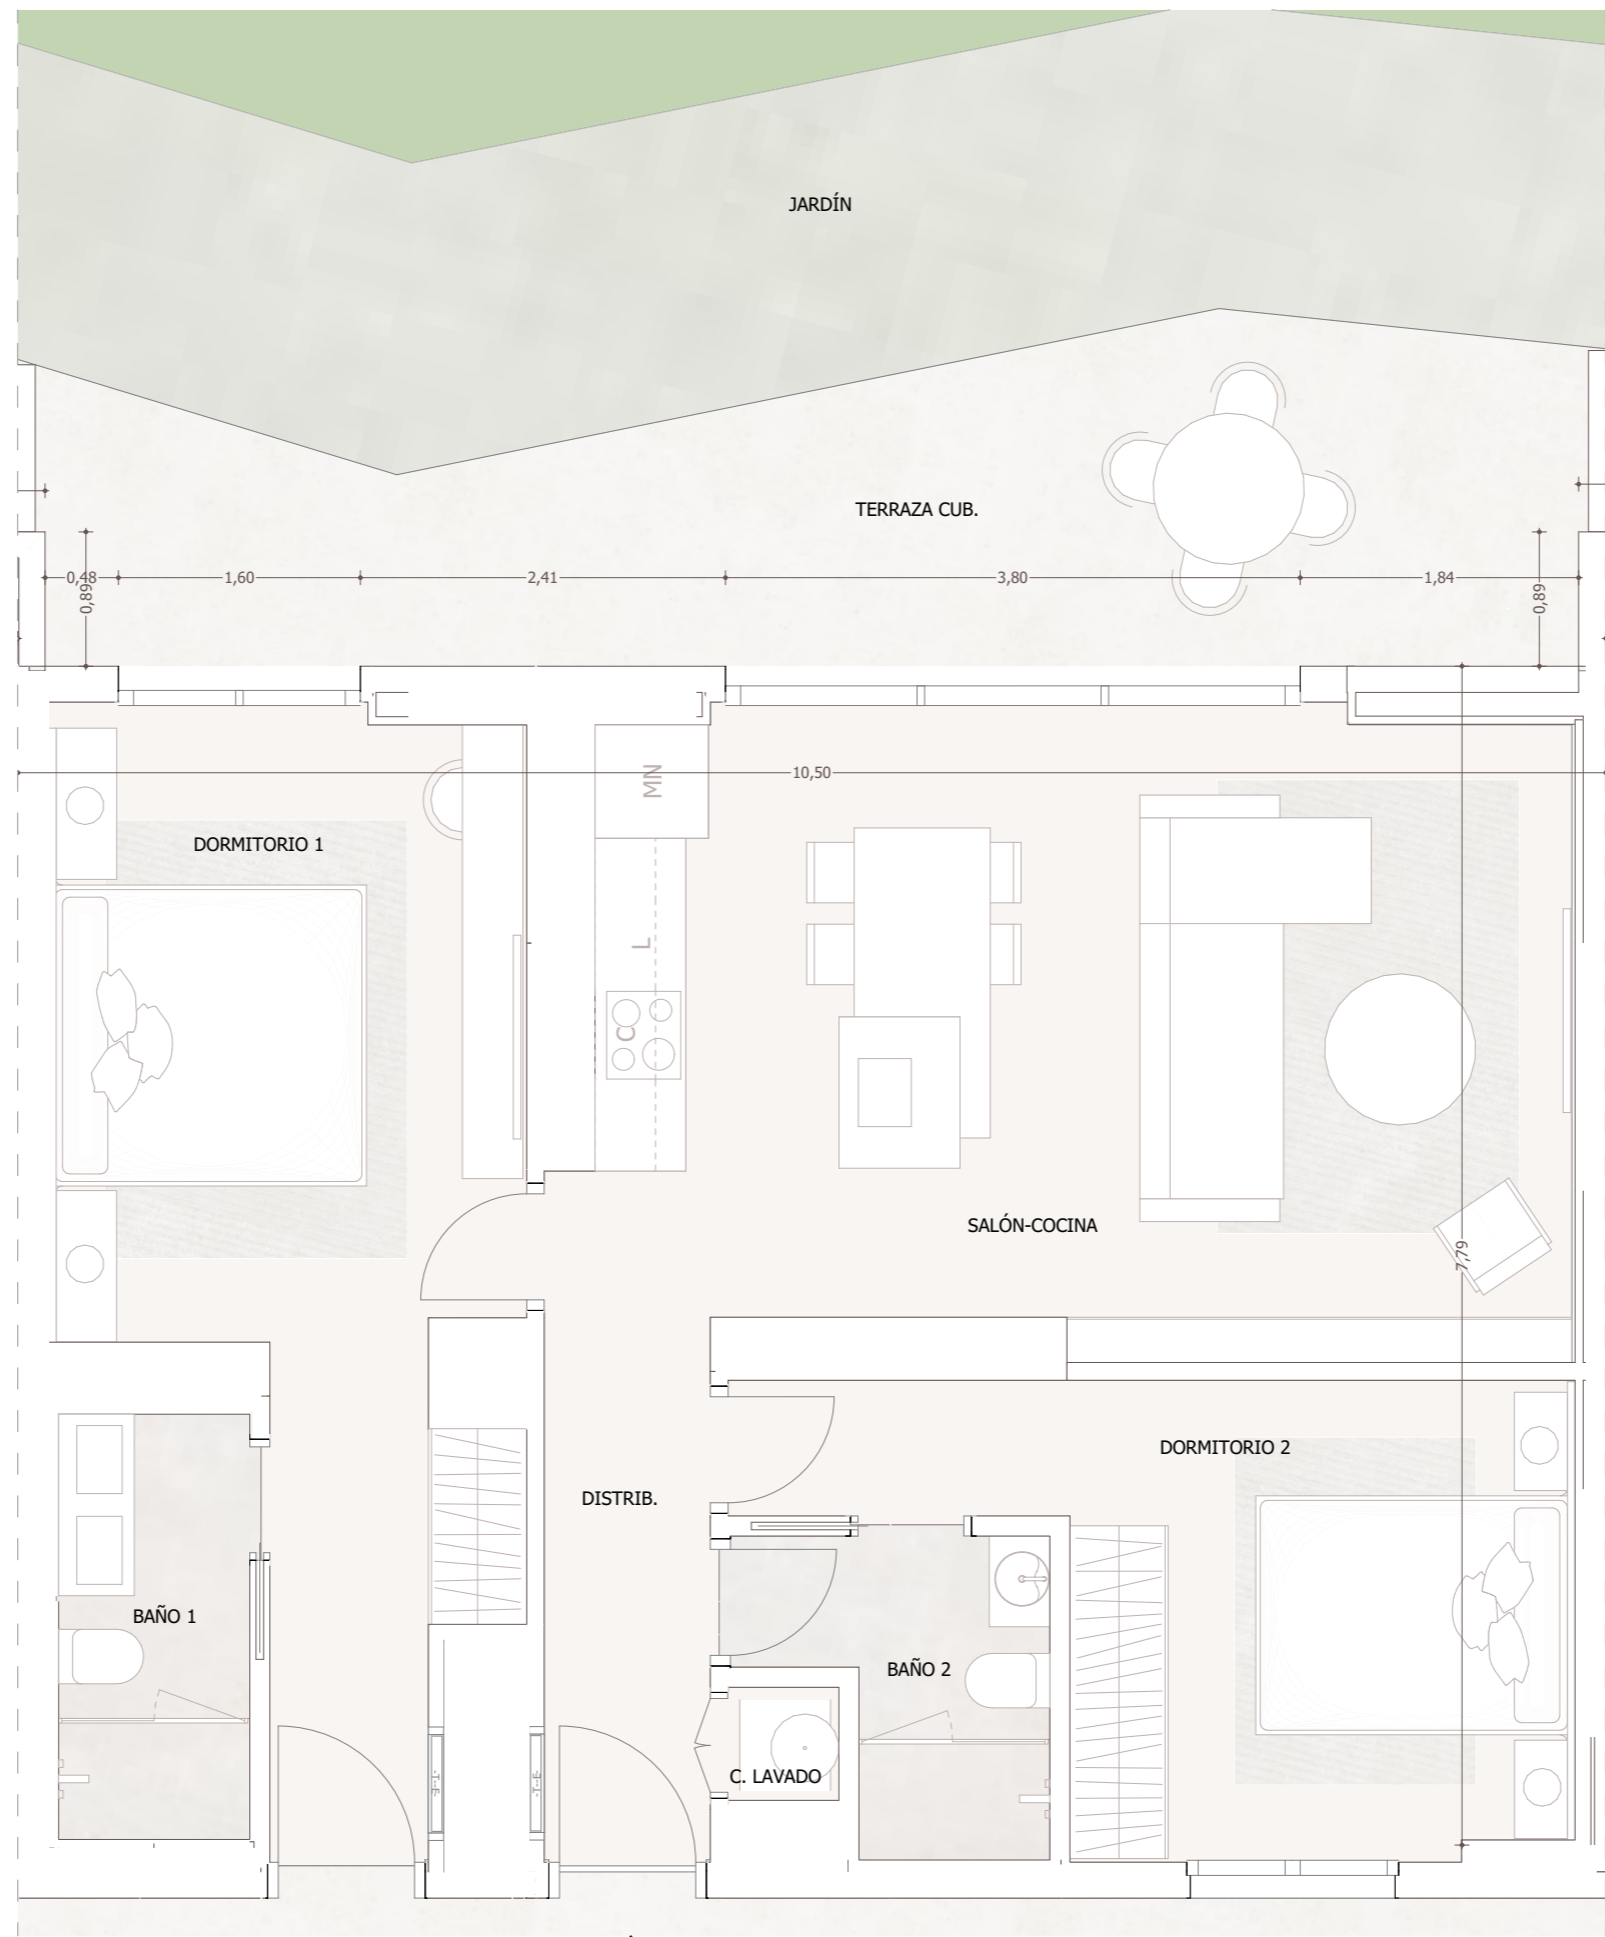 JARDÍN
TERRAZA CUB.
0,48
1,60
2,41
3,80
1,84
0,89
0,89
10,50
MN
DORMITORIO 1
L
C
SALÓN-COCINA
7,79
DORMITORIO 2
DISTRIB.
BAÑO 1
BAÑO 2
C. LAVADO